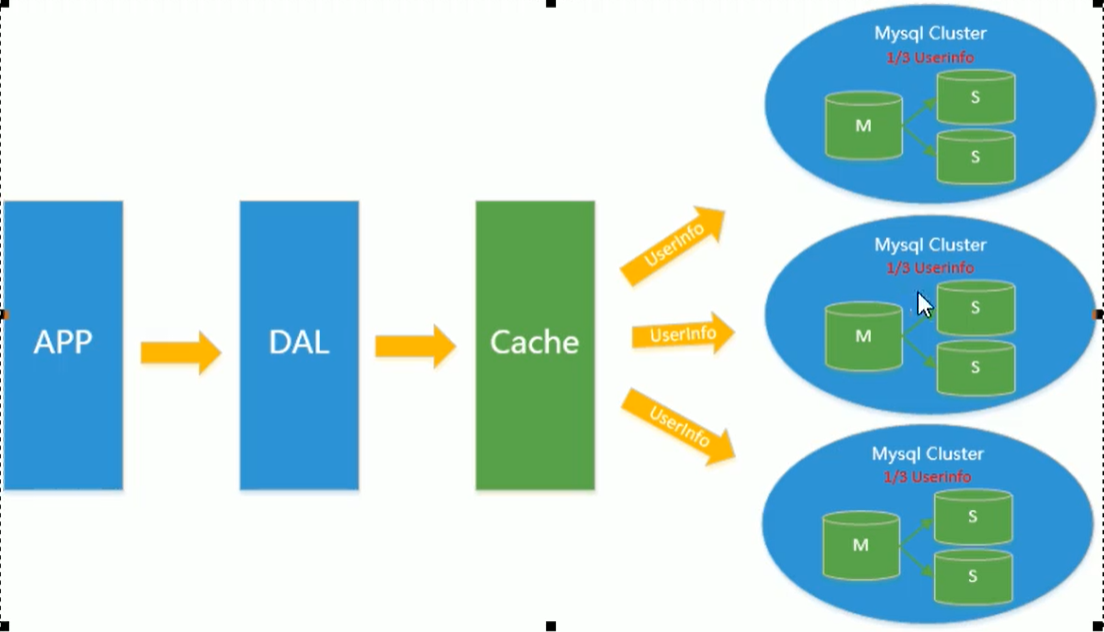 APP
DAL
Cache
UserInfo
UserInfo
UserInfo
Mysql Cluster
1/3 Userinfo
M
S
S
Mysql Cluster
1/3 Userinfo
M
S
S
Mysql Cluster
1/3 Userinfo
M
S
S